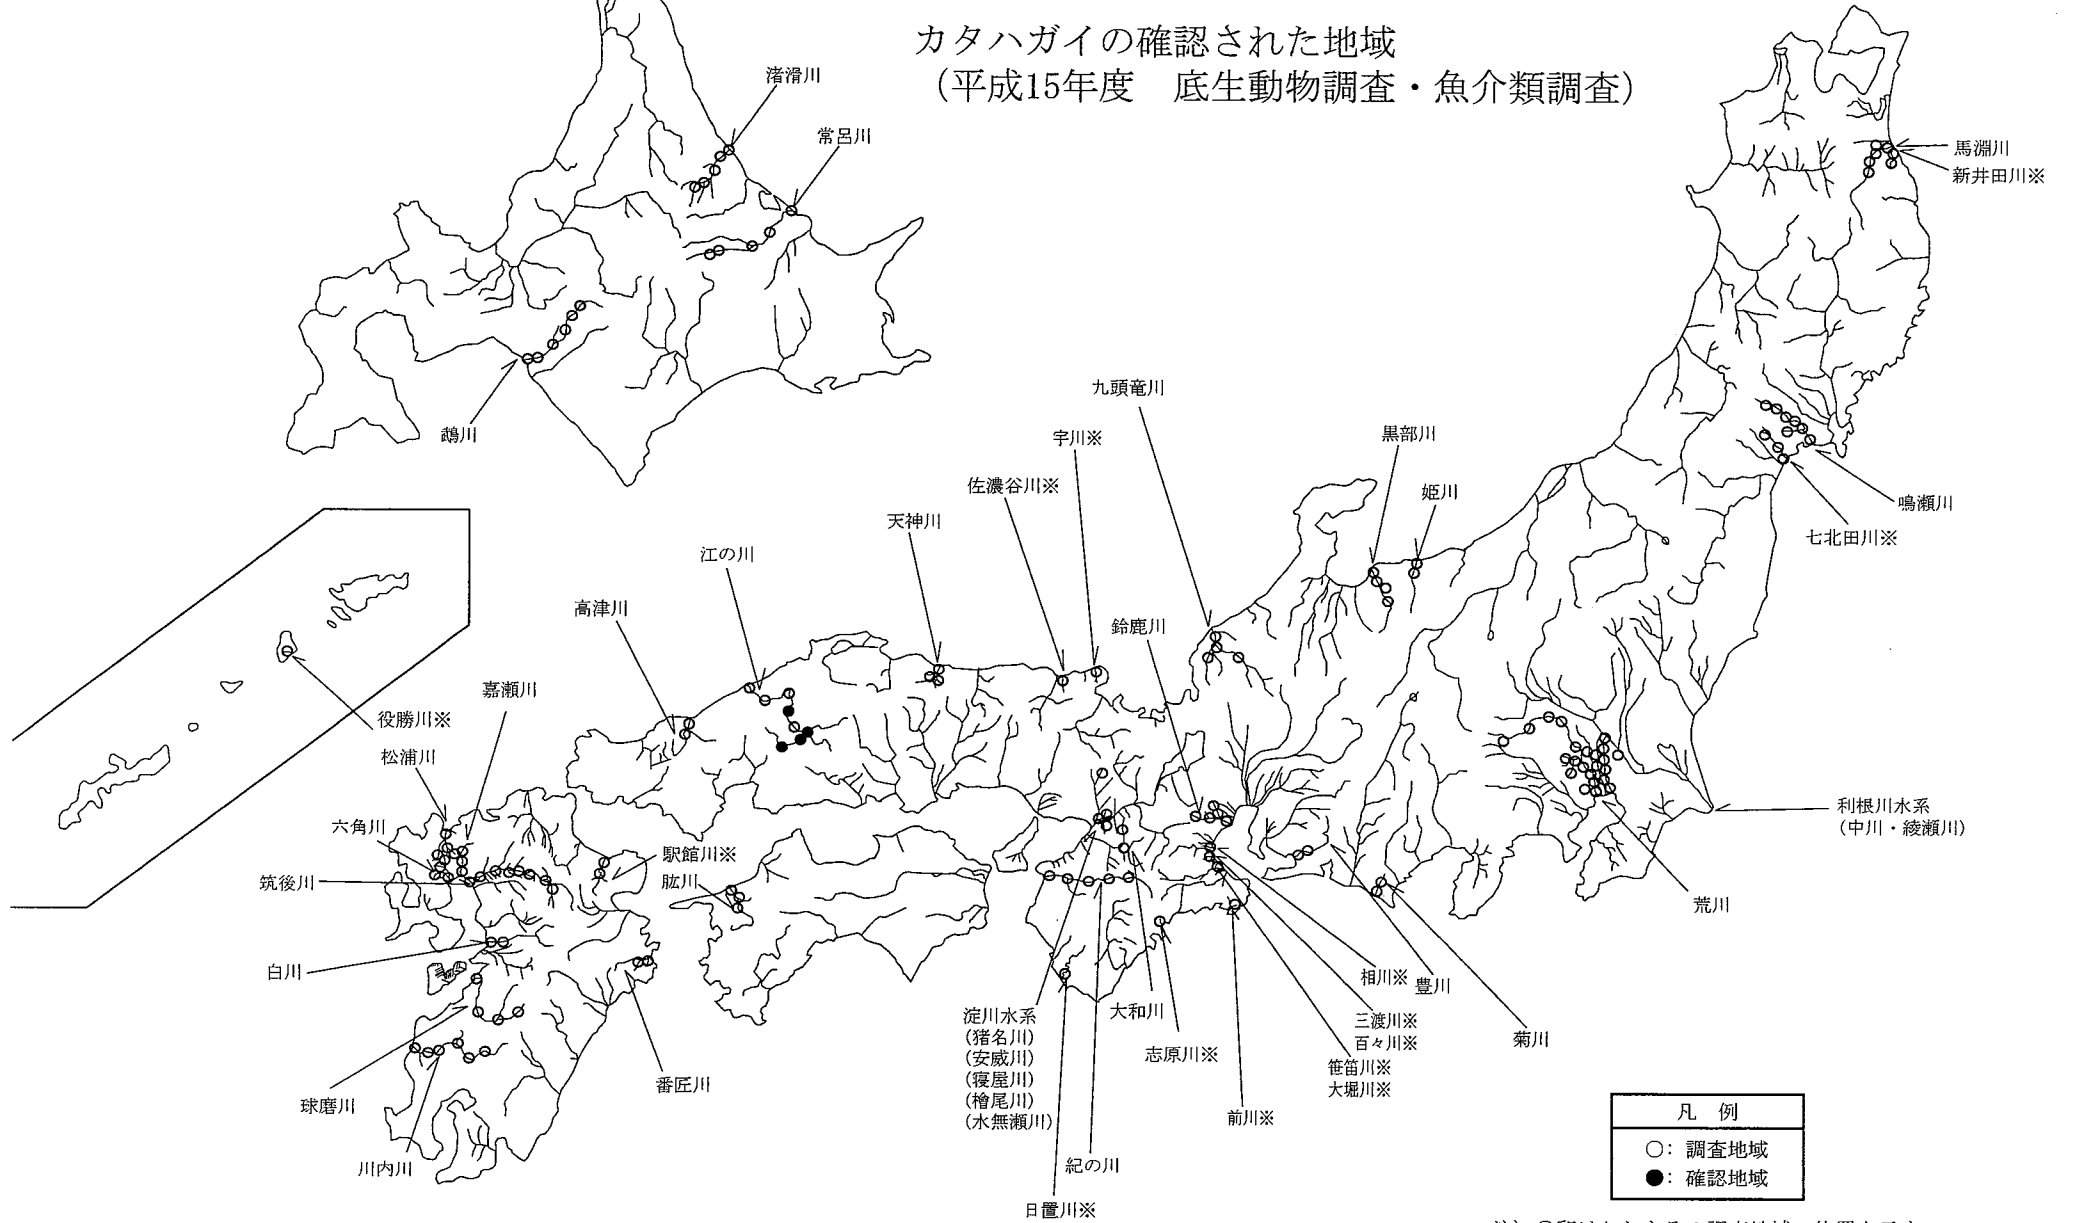 カタハガイの確認された地域
(平成15年度　底生動物調査・魚介類調査)
渚滑川
常呂川
鵡川
馬淵川
新井田川※
鳴瀬川
七北田川※
九頭竜川
宇川※
佐濃谷川※
天神川
江の川
高津川
黒部川
姫川
鈴鹿川
役勝川※
嘉瀬川
松浦川
六角川
筑後川
駅館川※
肱川
白川
球磨川
川内川
番匠川
利根川水系
(中川・綾瀬川)
荒川
淀川水系
(猪名川)
(安威川)
(寝屋川)
(檜尾川)
(水無瀬川)
大和川
志原川※
紀の川
日置川※
前川※
相川※
豊川
三渡川※
百々川※
笹笛川※
大堀川※
菊川
凡　例
○: 調査地域
●: 確認地域